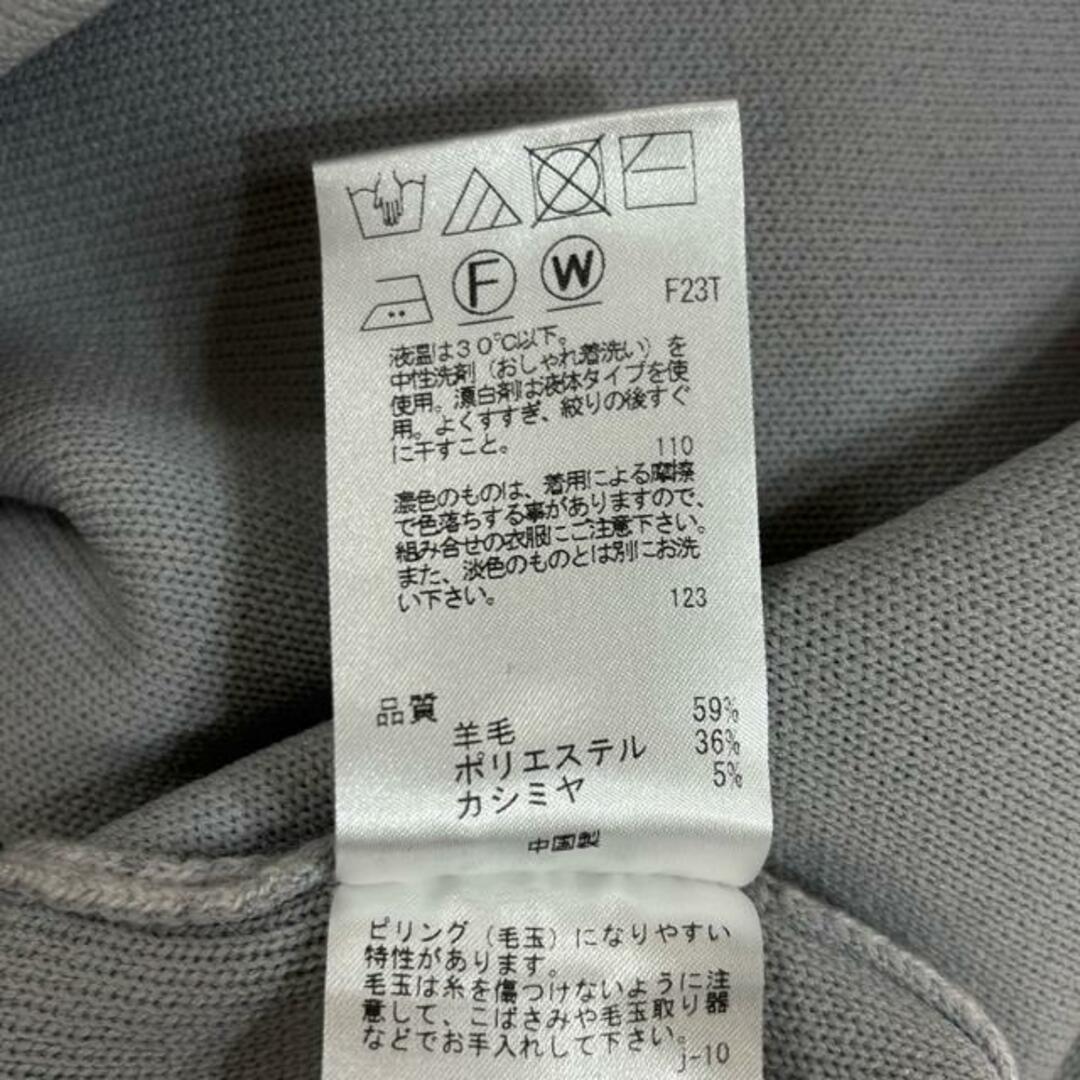 F W F23T
液温は30℃以下。
中性洗剤（おしゃれ着洗い）を
使用。漂白剤は液体タイプを使
用。よくすすぎ、絞りの後すぐ
に干すこと。 110
濃色のものは、着用による摩擦
で色落ちする事がありますので、
組み合せの衣服にご注意下さい。
また、淡色のものとは別にお洗
い下さい。 123
品質
羊毛 59%
ポリエステル 36%
カシミヤ 5%
中国製
ピリング（毛玉）になりやすい
特性があります。
毛玉は糸を傷つけないように注
意して、こばさみや毛玉取り器
などでお手入れして下さい。
j-10